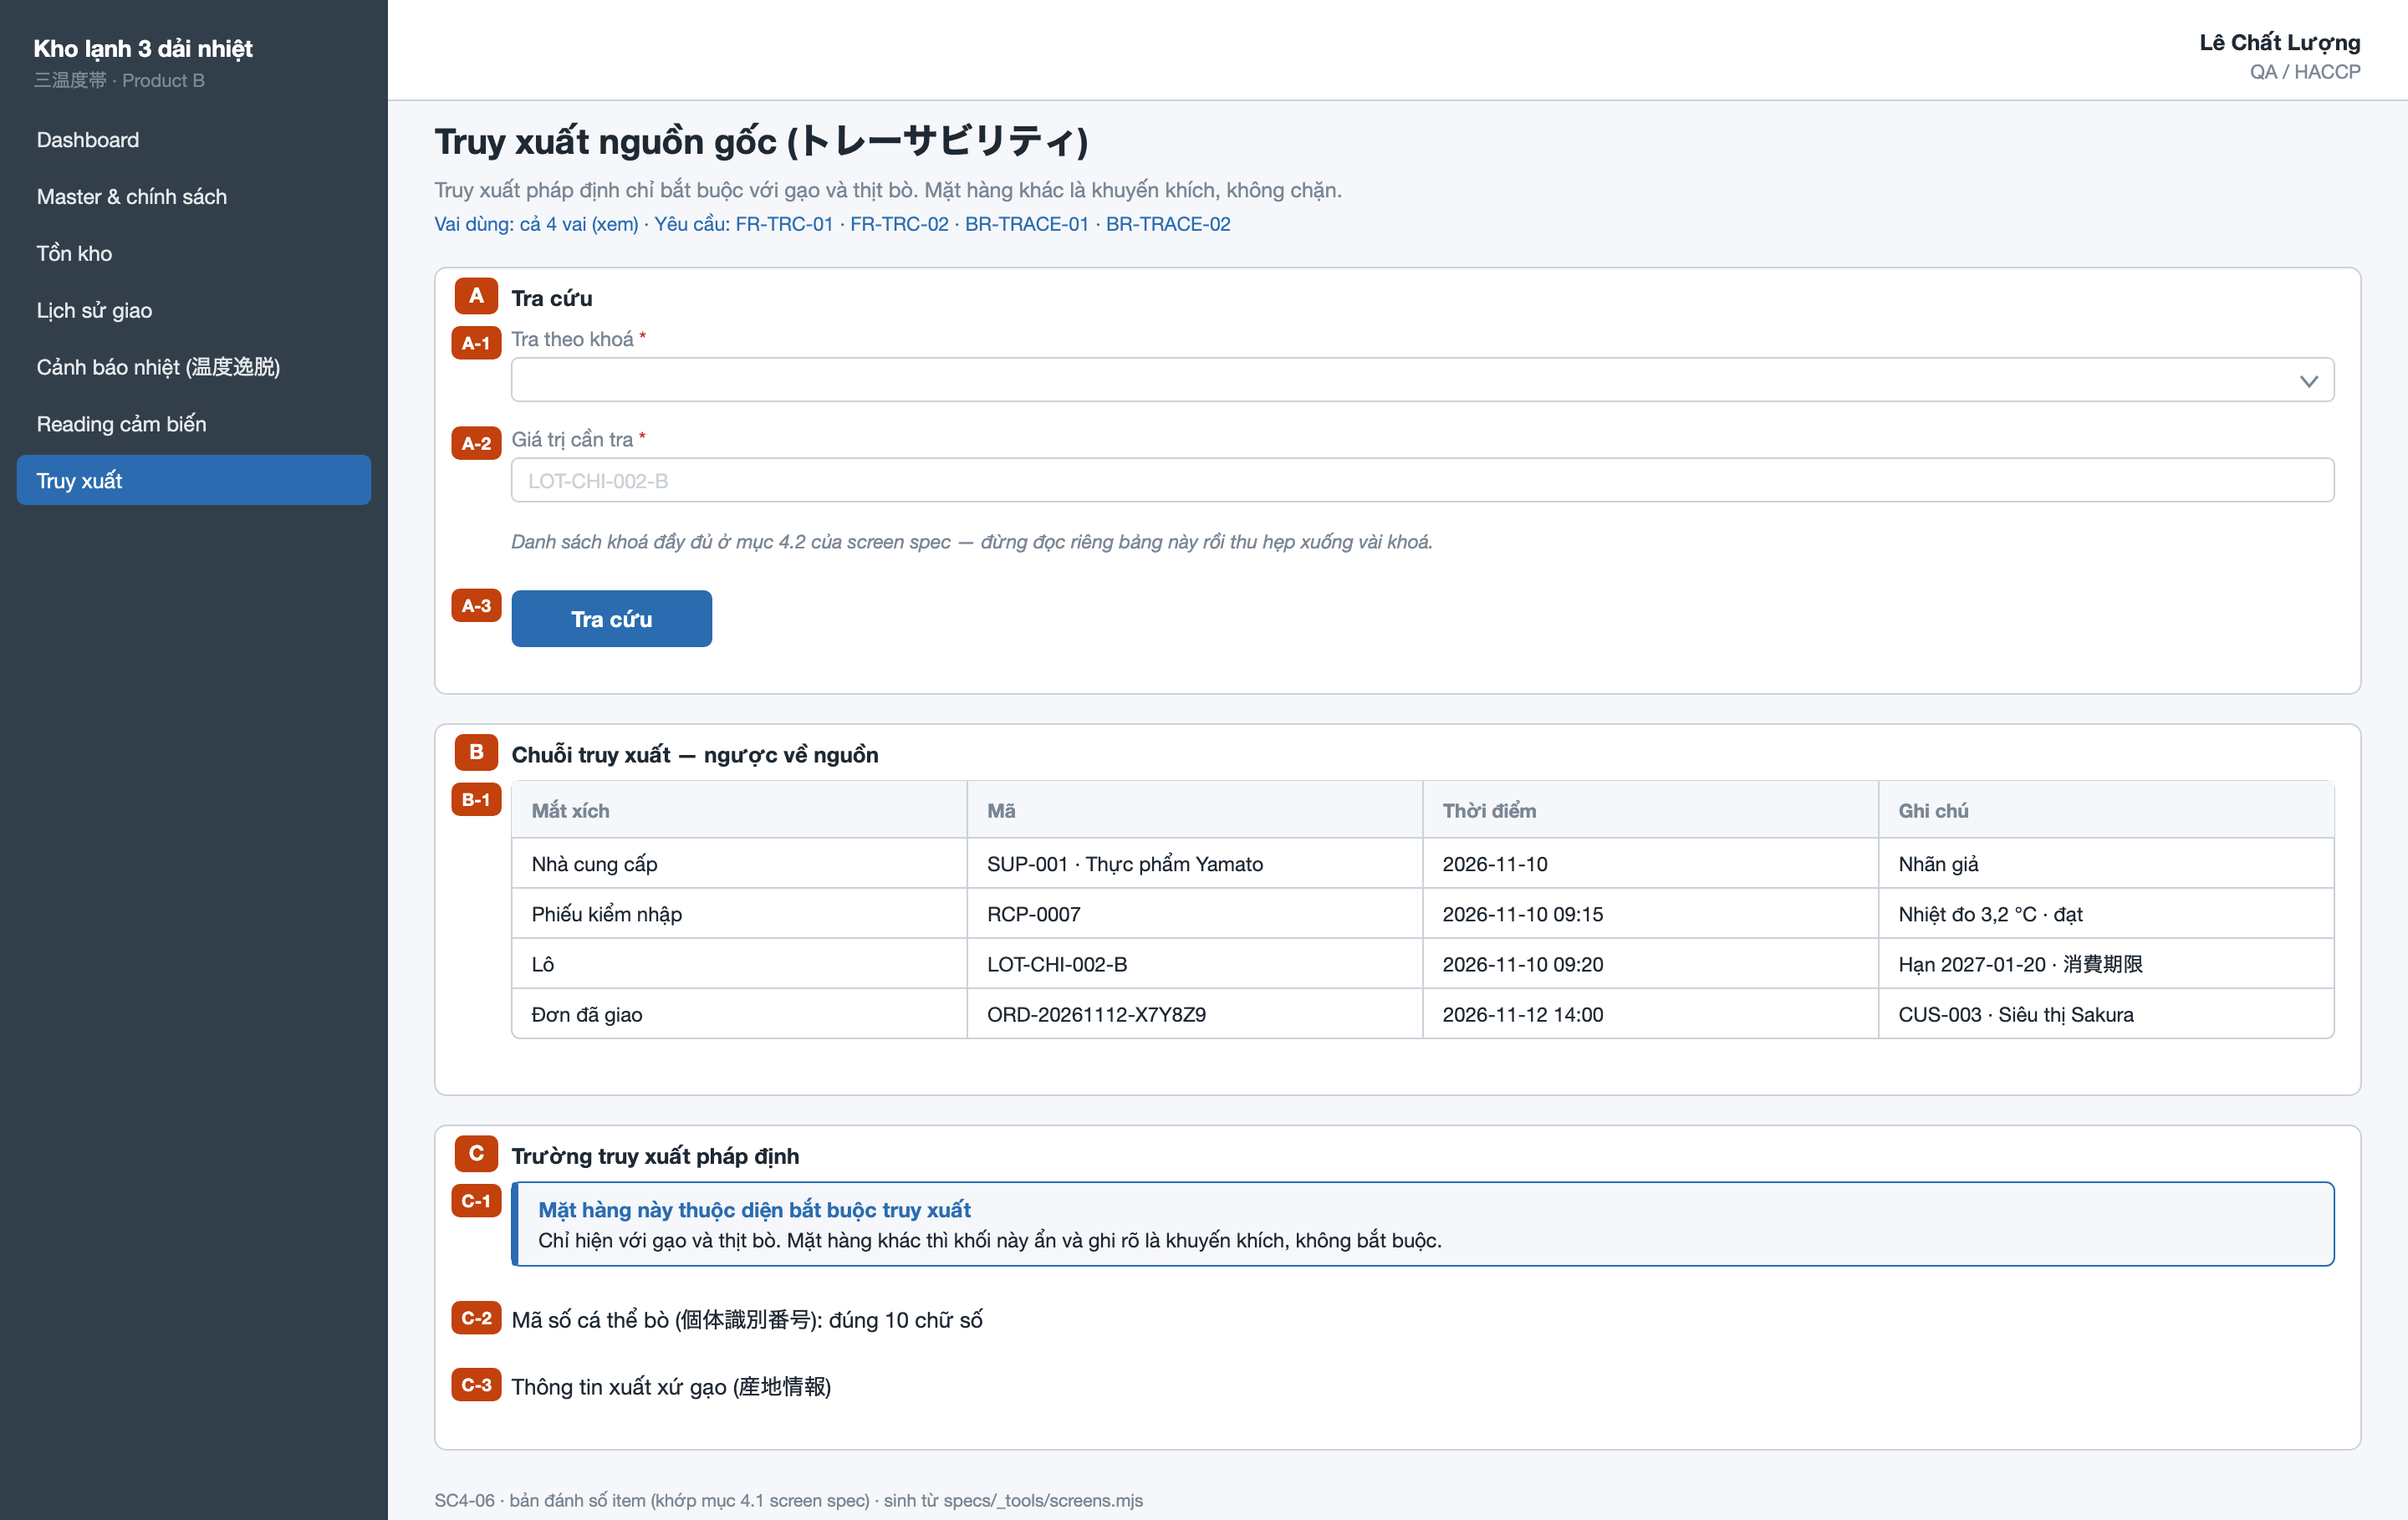 Kho lạnh 3 dải nhiệt
三温度帯 · Product B
Dashboard
Master & chính sách
Tồn kho
Lịch sử giao
Cảnh báo nhiệt (温度逸脱)
Reading cảm biến
Truy xuất
Lê Chất Lượng
QA / HACCP
Truy xuất nguồn gốc (トレーサビリティ)
Truy xuất pháp định chỉ bắt buộc với gạo và thịt bò. Mặt hàng khác là khuyến khích, không chặn.
Vai dùng: cả 4 vai (xem) · Yêu cầu: FR-TRC-01 · FR-TRC-02 · BR-TRACE-01 · BR-TRACE-02
A Tra cứu
A-1 Tra theo khoá *
A-2 Giá trị cần tra *
LOT-CHI-002-B
Danh sách khoá đầy đủ ở mục 4.2 của screen spec — đừng đọc riêng bảng này rồi thu hẹp xuống vài khoá.
A-3 Tra cứu
B Chuỗi truy xuất — ngược về nguồn
B-1 Mắt xích Mã Thời điểm Ghi chú
Nhà cung cấp SUP-001 · Thực phẩm Yamato 2026-11-10 Nhãn giả
Phiếu kiểm nhập RCP-0007 2026-11-10 09:15 Nhiệt đo 3,2 °C · đạt
Lô LOT-CHI-002-B 2026-11-10 09:20 Hạn 2027-01-20 · 消費期限
Đơn đã giao ORD-20261112-X7Y8Z9 2026-11-12 14:00 CUS-003 · Siêu thị Sakura
C Trường truy xuất pháp định
C-1 Mặt hàng này thuộc diện bắt buộc truy xuất
Chỉ hiện với gạo và thịt bò. Mặt hàng khác thì khối này ẩn và ghi rõ là khuyến khích, không bắt buộc.
C-2 Mã số cá thể bò (個体識別番号): đúng 10 chữ số
C-3 Thông tin xuất xứ gạo (産地情報)
SC4-06 · bản đánh số item (khớp mục 4.1 screen spec) · sinh từ specs/_tools/screens.mjs